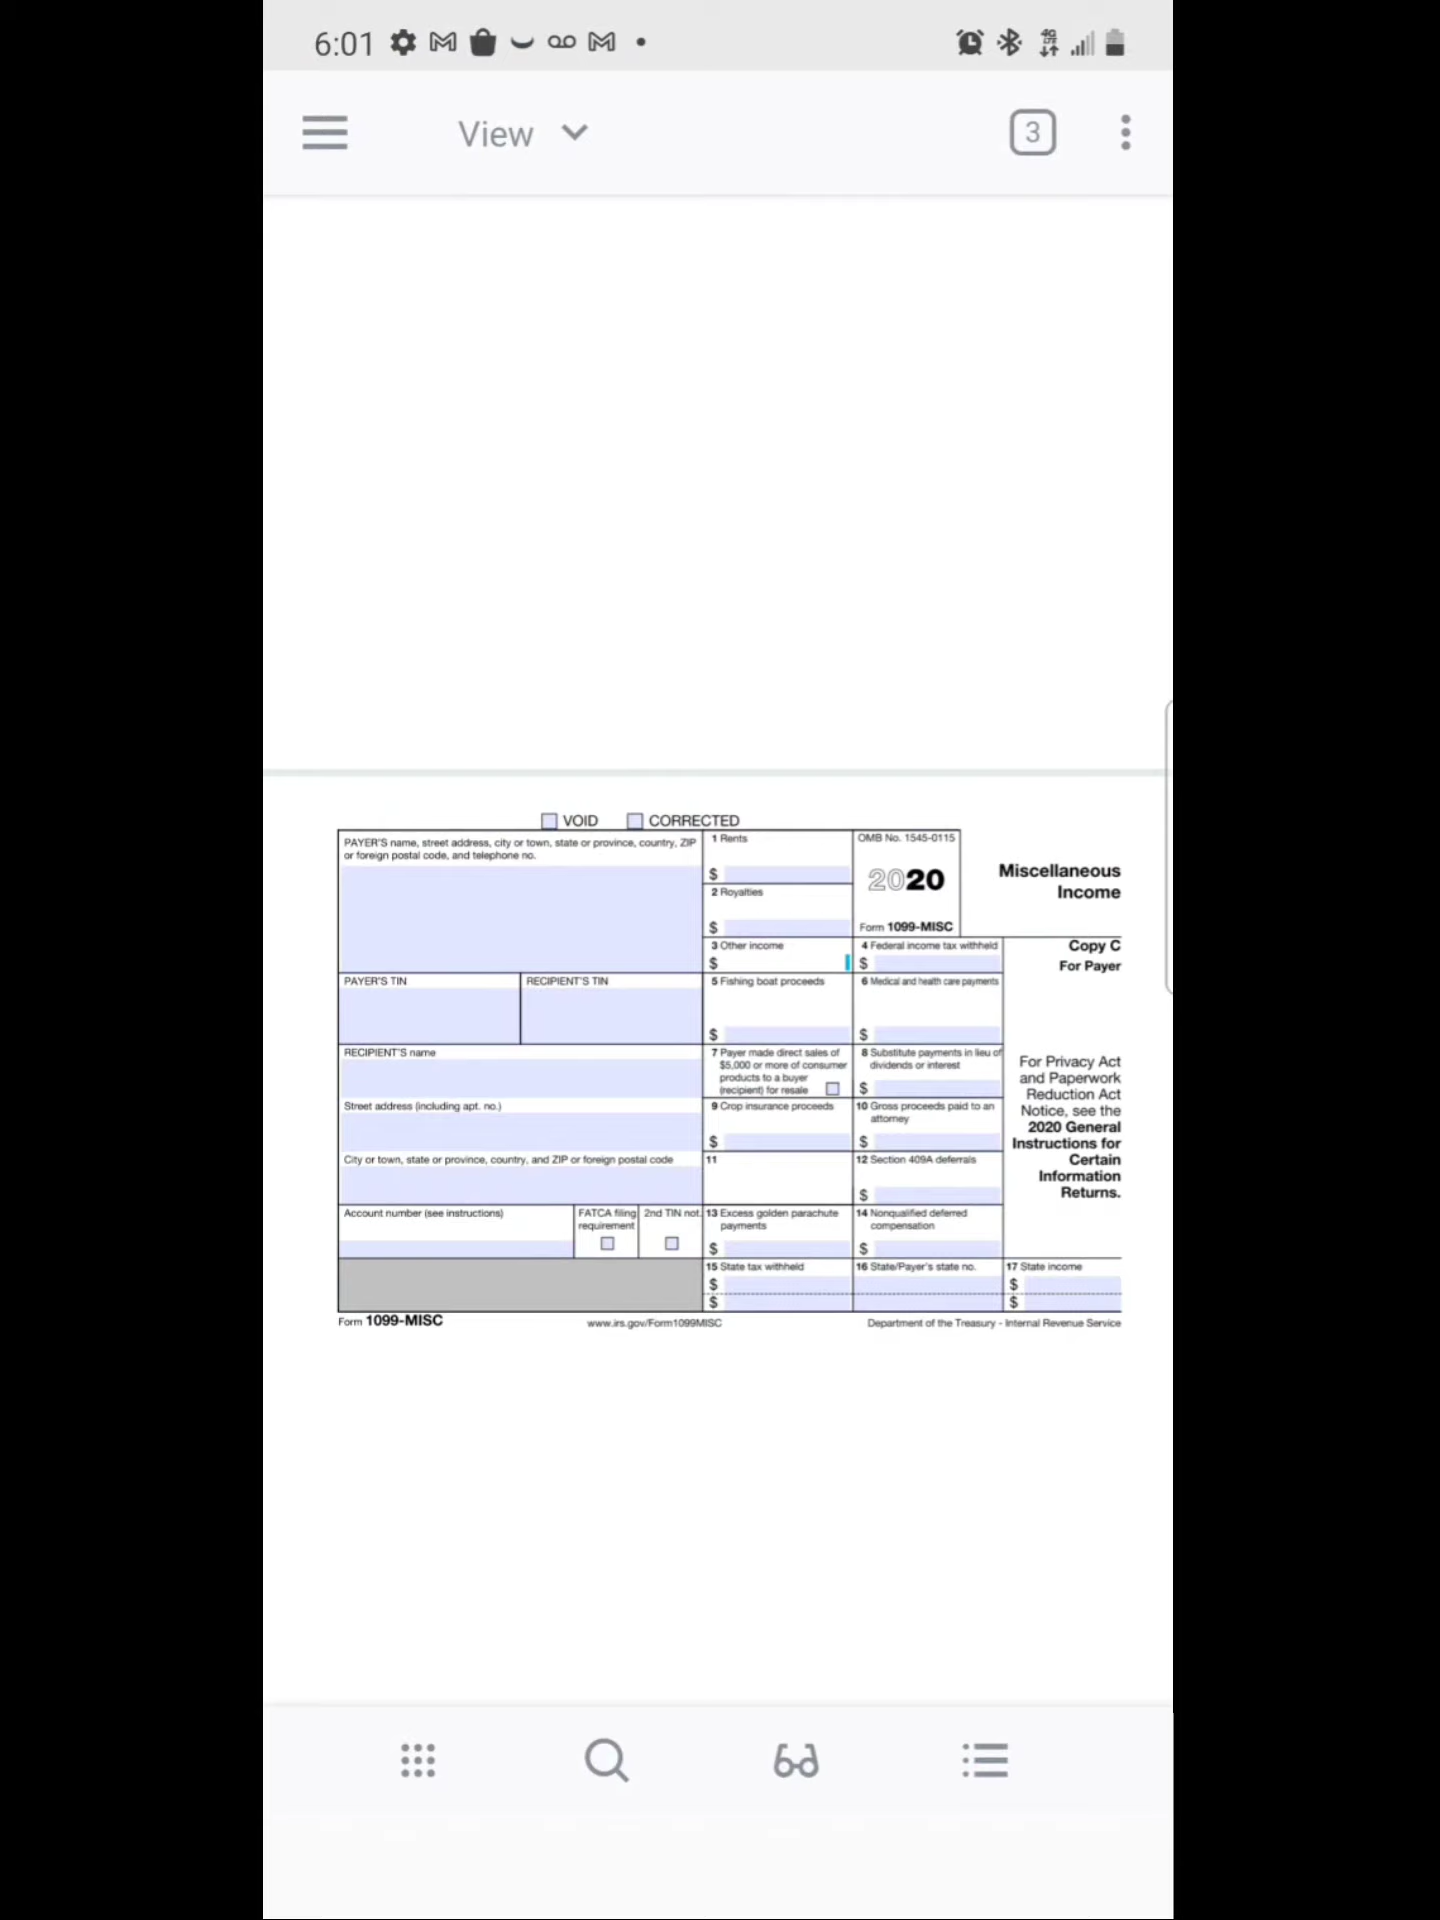 6:01
View
3
VOID CORRECTED
PAYER'S name, street address, city or town, state or province, country, ZIP
or foreign postal code, and telephone no.
1 Rents
$
2 Royalties
$
OMB No. 1545-0115
2020
Form 1099-MISC
Miscellaneous
Income
3 Other income
$
4 Federal income tax withheld
$
Copy C
For Payer
PAYER'S TIN
RECIPIENT'S TIN
5 Fishing boat proceeds
$
6 Medical and health care payments
$
RECIPIENT'S name
7 Payer made direct sales of
$5,000 or more of consumer
products to a buyer
(recipient) for resale
8 Substitute payments in lieu of
dividends or interest
$
For Privacy Act
and Paperwork
Reduction Act
Notice, see the
2020 General
Instructions for
Certain
Information
Returns.
Street address (including apt. no.)
9 Crop insurance proceeds
$
10 Gross proceeds paid to an
attorney
$
City or town, state or province, country, and ZIP or foreign postal code
11
12 Section 409A deferrals
$
Account number (see instructions)
FATCA filing
requirement
2nd TIN not.
13 Excess golden parachute
payments
$
14 Nonqualified deferred
compensation
$
15 State tax withheld
$
$
16 State/Payer's state no.
17 State income
$
$
Form 1099-MISC
www.irs.gov/Form1099MISC
Department of the Treasury - Internal Revenue Service